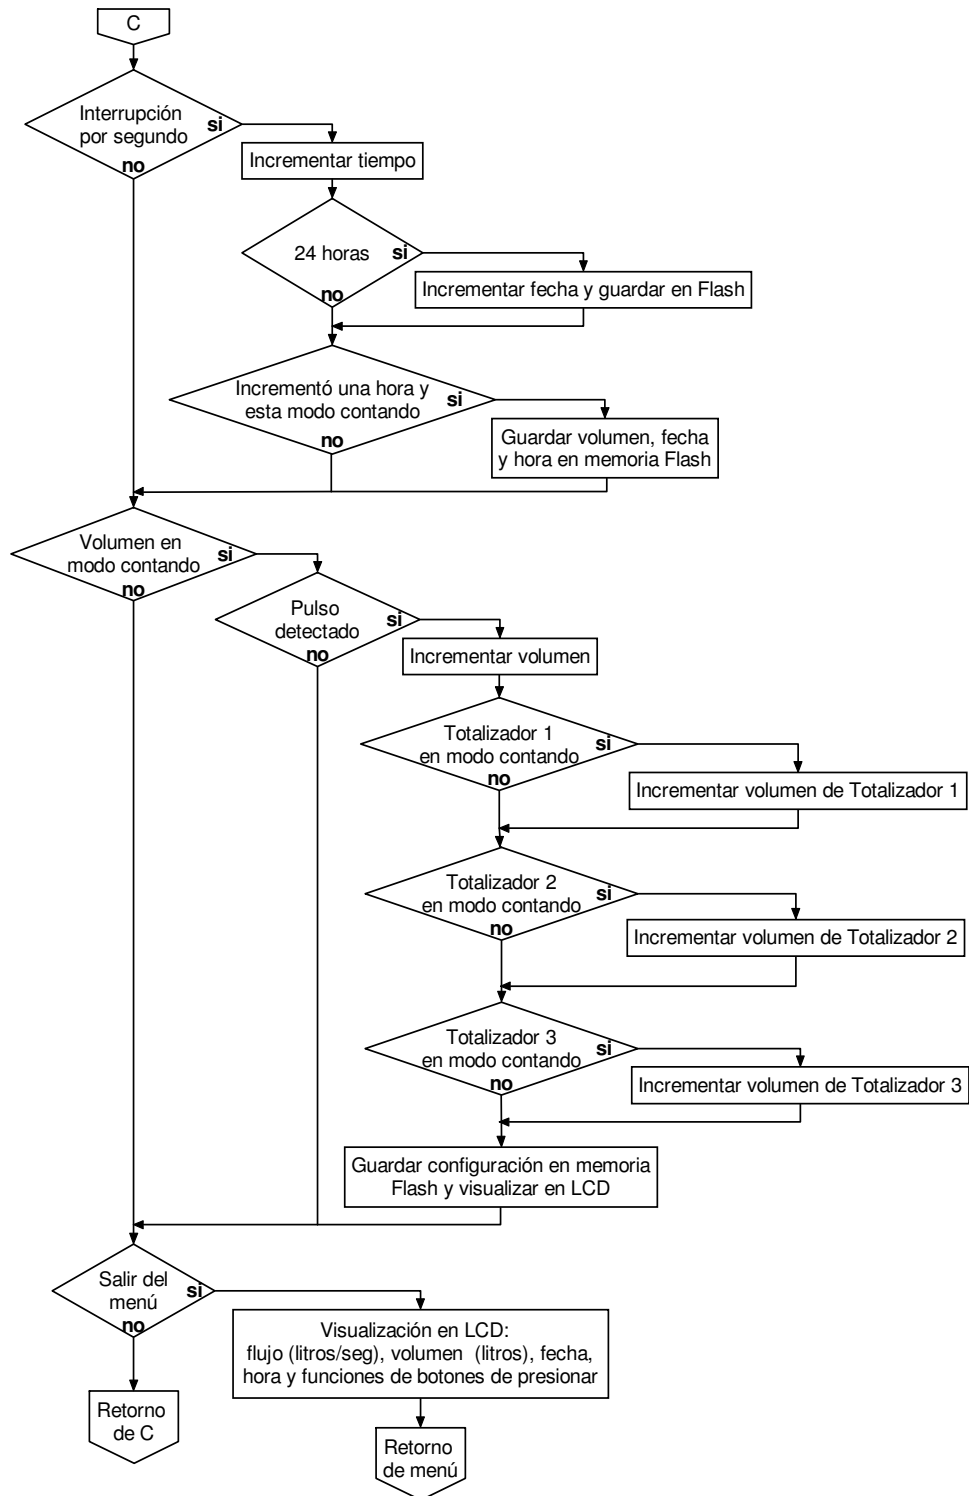 C
Interrupción
por segundo
si
no
Incrementar tiempo
24 horas
si
no
Incrementar fecha y guardar en Flash
Incrementó una hora y
esta modo contando
si
no
Guardar volumen, fecha
y hora en memoria Flash
Volumen en
modo contando
si
no
Pulso
detectado
si
no
Incrementar volumen
Totalizador 1
en modo contando
si
no
Incrementar volumen de Totalizador 1
Totalizador 2
en modo contando
si
no
Incrementar volumen de Totalizador 2
Totalizador 3
en modo contando
si
no
Incrementar volumen de Totalizador 3
Guardar configuración en memoria
Flash y visualizar en LCD
Salir del
menú
si
no
Visualización en LCD:
flujo (litros/seg), volumen (litros), fecha,
hora y funciones de botones de presionar
Retorno
de C
Retorno
de menú